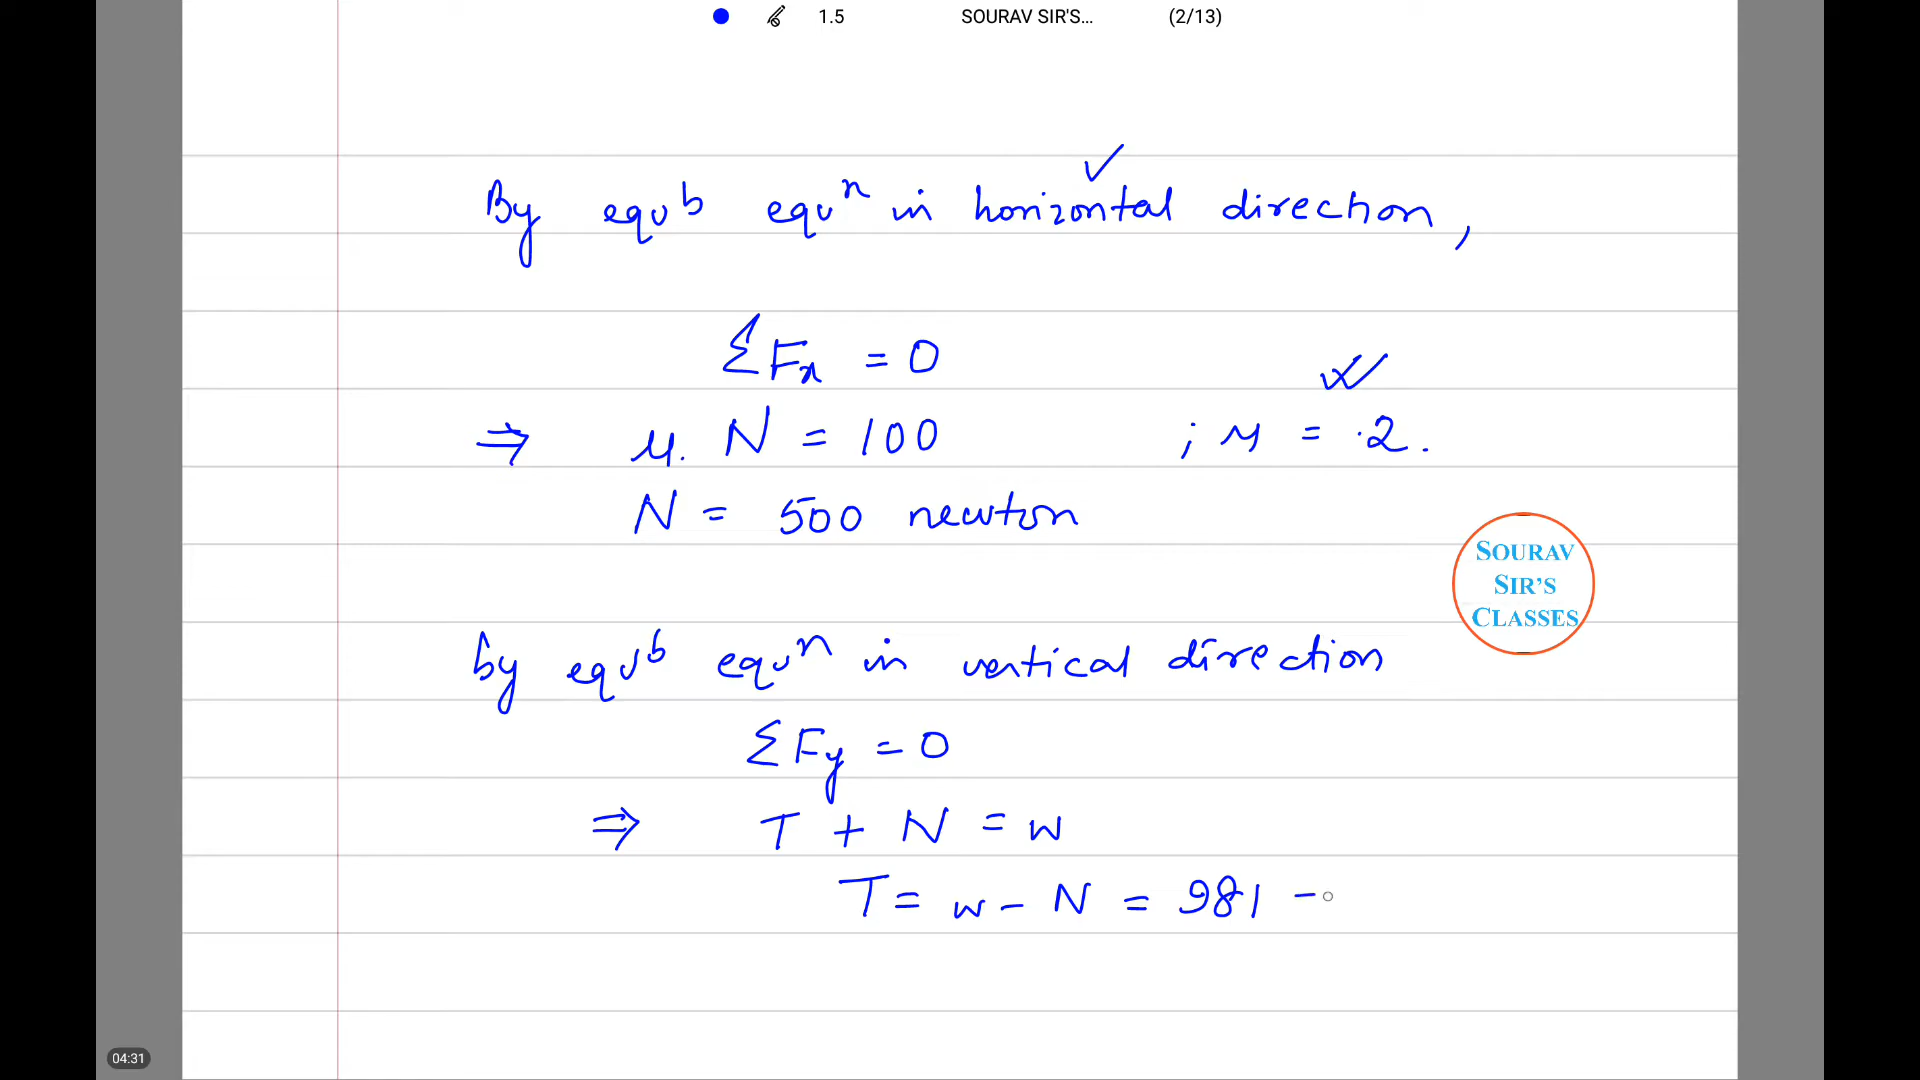 1.5 SOURAV SIR'S... (2/13)
By equᵇ equⁿ in horizontal direction,
ΣFx = 0
⇒ μ. N = 100 ; μ = .2.
N = 500 newton
SOURAV
SIR'S
CLASSES
by equᵇ equⁿ in vertical direction
ΣFy = 0
⇒ T + N = w
T = w - N = 981 -
04:31